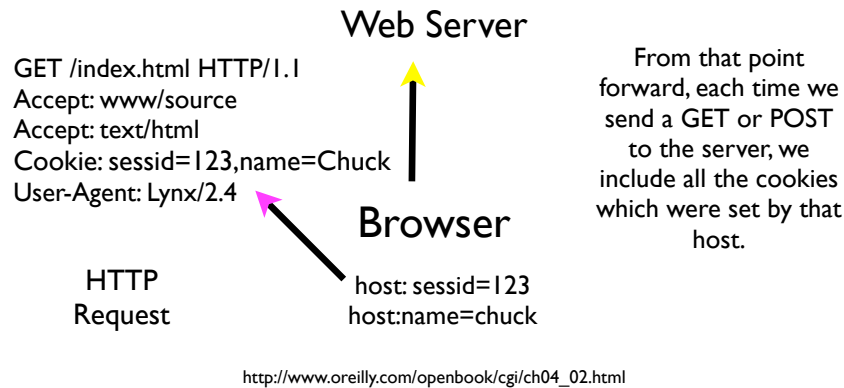 Web Server
GET /index.html HTTP/1.1
Accept: www/source
Accept: text/html
Cookie: sessid=123,name=Chuck
User-Agent: Lynx/2.4
From that point
forward, each time we
send a GET or POST
to the server, we
include all the cookies
which were set by that
host.
Browser
HTTP
Request
host: sessid=123
host:name=chuck
http://www.oreilly.com/openbook/cgi/ch04_02.html